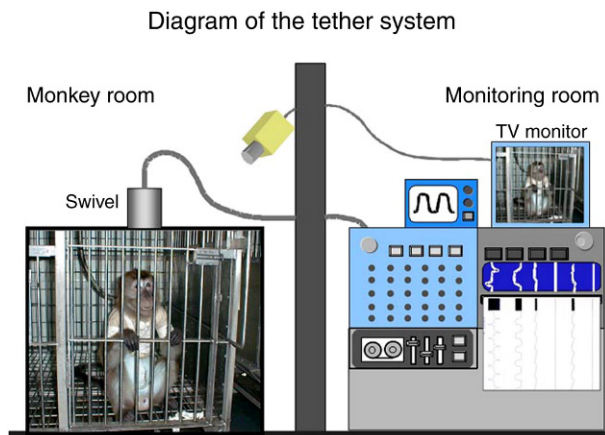 Diagram of the tether system
Monkey room
Monitoring room
TV monitor
Swivel